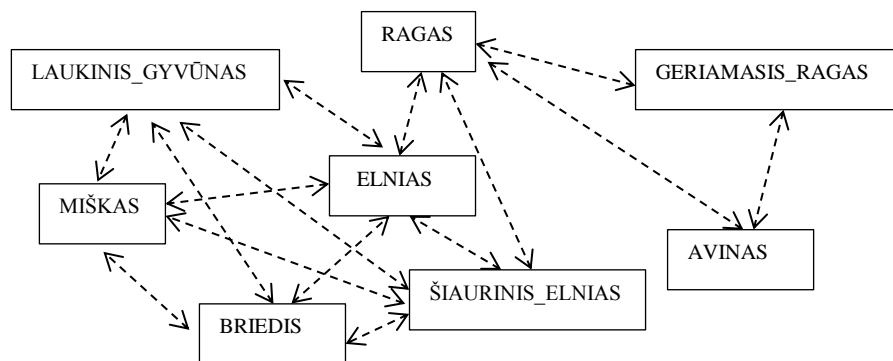 RAGAS
LAUKINIS_GYVŪNAS
GERIAMASIS_RAGAS
ELNIAS
MIŠKAS
AVINAS
ŠIAURINIS_ELNIAS
BRIEDIS